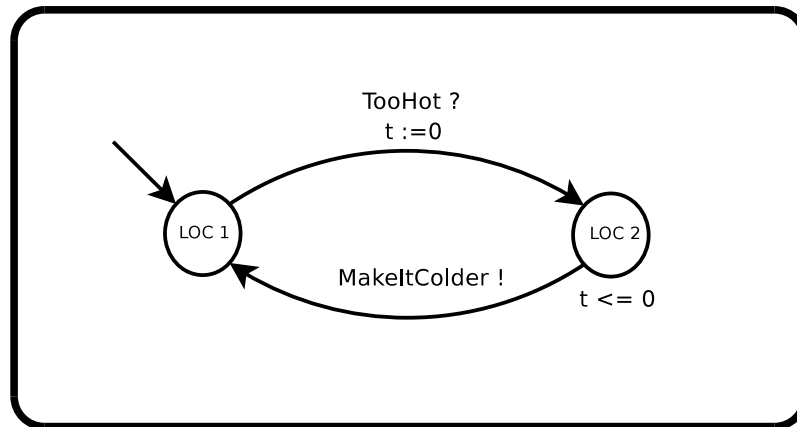 TooHot ?
t :=0
LOC 1
LOC 2
MakeItColder !
t <= 0